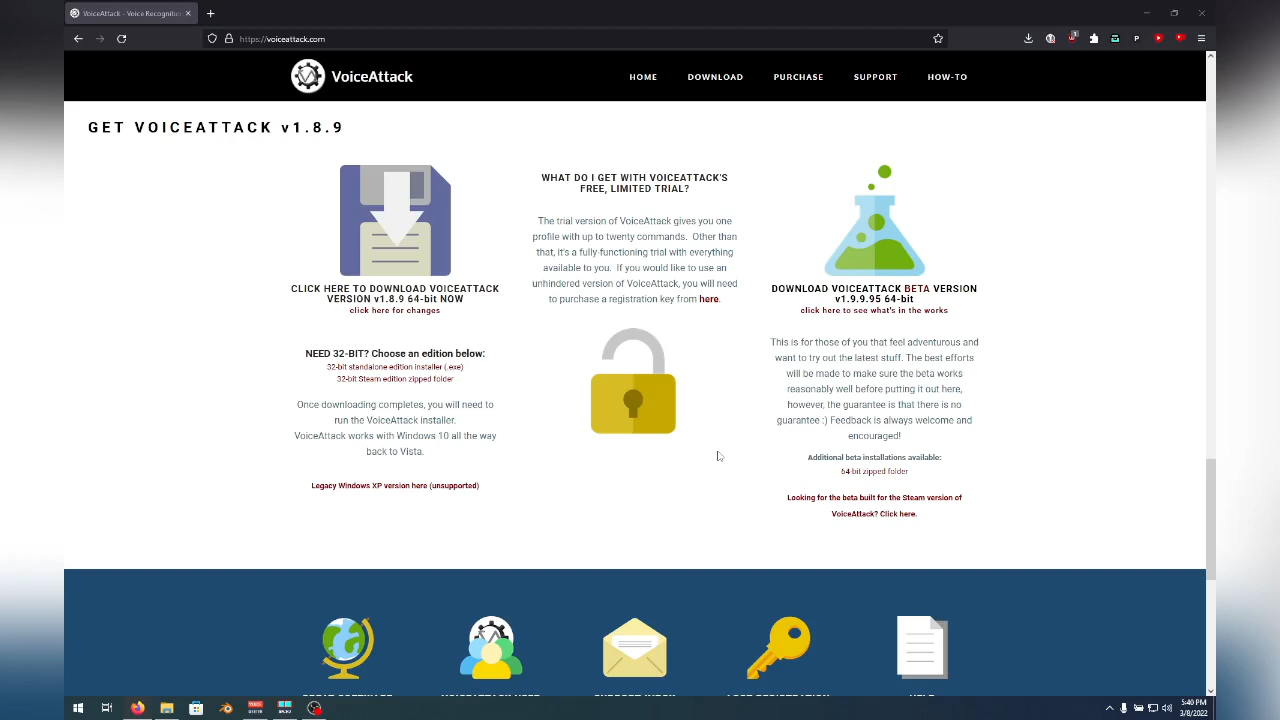 VoiceAttack - Voice Recognition
https://voiceattack.com
1
P
VoiceAttack
HOME
DOWNLOAD
PURCHASE
SUPPORT
HOW-TO
GET VOICEATTACK v1.8.9
CLICK HERE TO DOWNLOAD VOICEATTACK
VERSION v1.8.9 64-bit NOW
click here for changes
NEED 32-BIT? Choose an edition below:
32-bit standalone edition installer (.exe)
32-bit Steam edition zipped folder
Once downloading completes, you will need to
run the VoiceAttack installer.
VoiceAttack works with Windows 10 all the way
back to Vista.
Legacy Windows XP version here (unsupported)
WHAT DO I GET WITH VOICEATTACK'S
FREE, LIMITED TRIAL?
The trial version of VoiceAttack gives you one
profile with up to twenty commands.  Other than
that, it's a fully-functioning trial with everything
available to you.  If you would like to use an
unhindered version of VoiceAttack, you will need
to purchase a registration key from here.
DOWNLOAD VOICEATTACK BETA VERSION
v1.9.9.95 64-bit
click here to see what's in the works
This is for those of you that feel adventurous and
want to try out the latest stuff. The best efforts
will be made to make sure the beta works
reasonably well before putting it out here,
however, the guarantee is that there is no
guarantee :) Feedback is always welcome and
encouraged!
Additional beta installations available:
64-bit zipped folder
Looking for the beta built for the Steam version of
VoiceAttack? Click here.
5:40 PM
3/8/2022